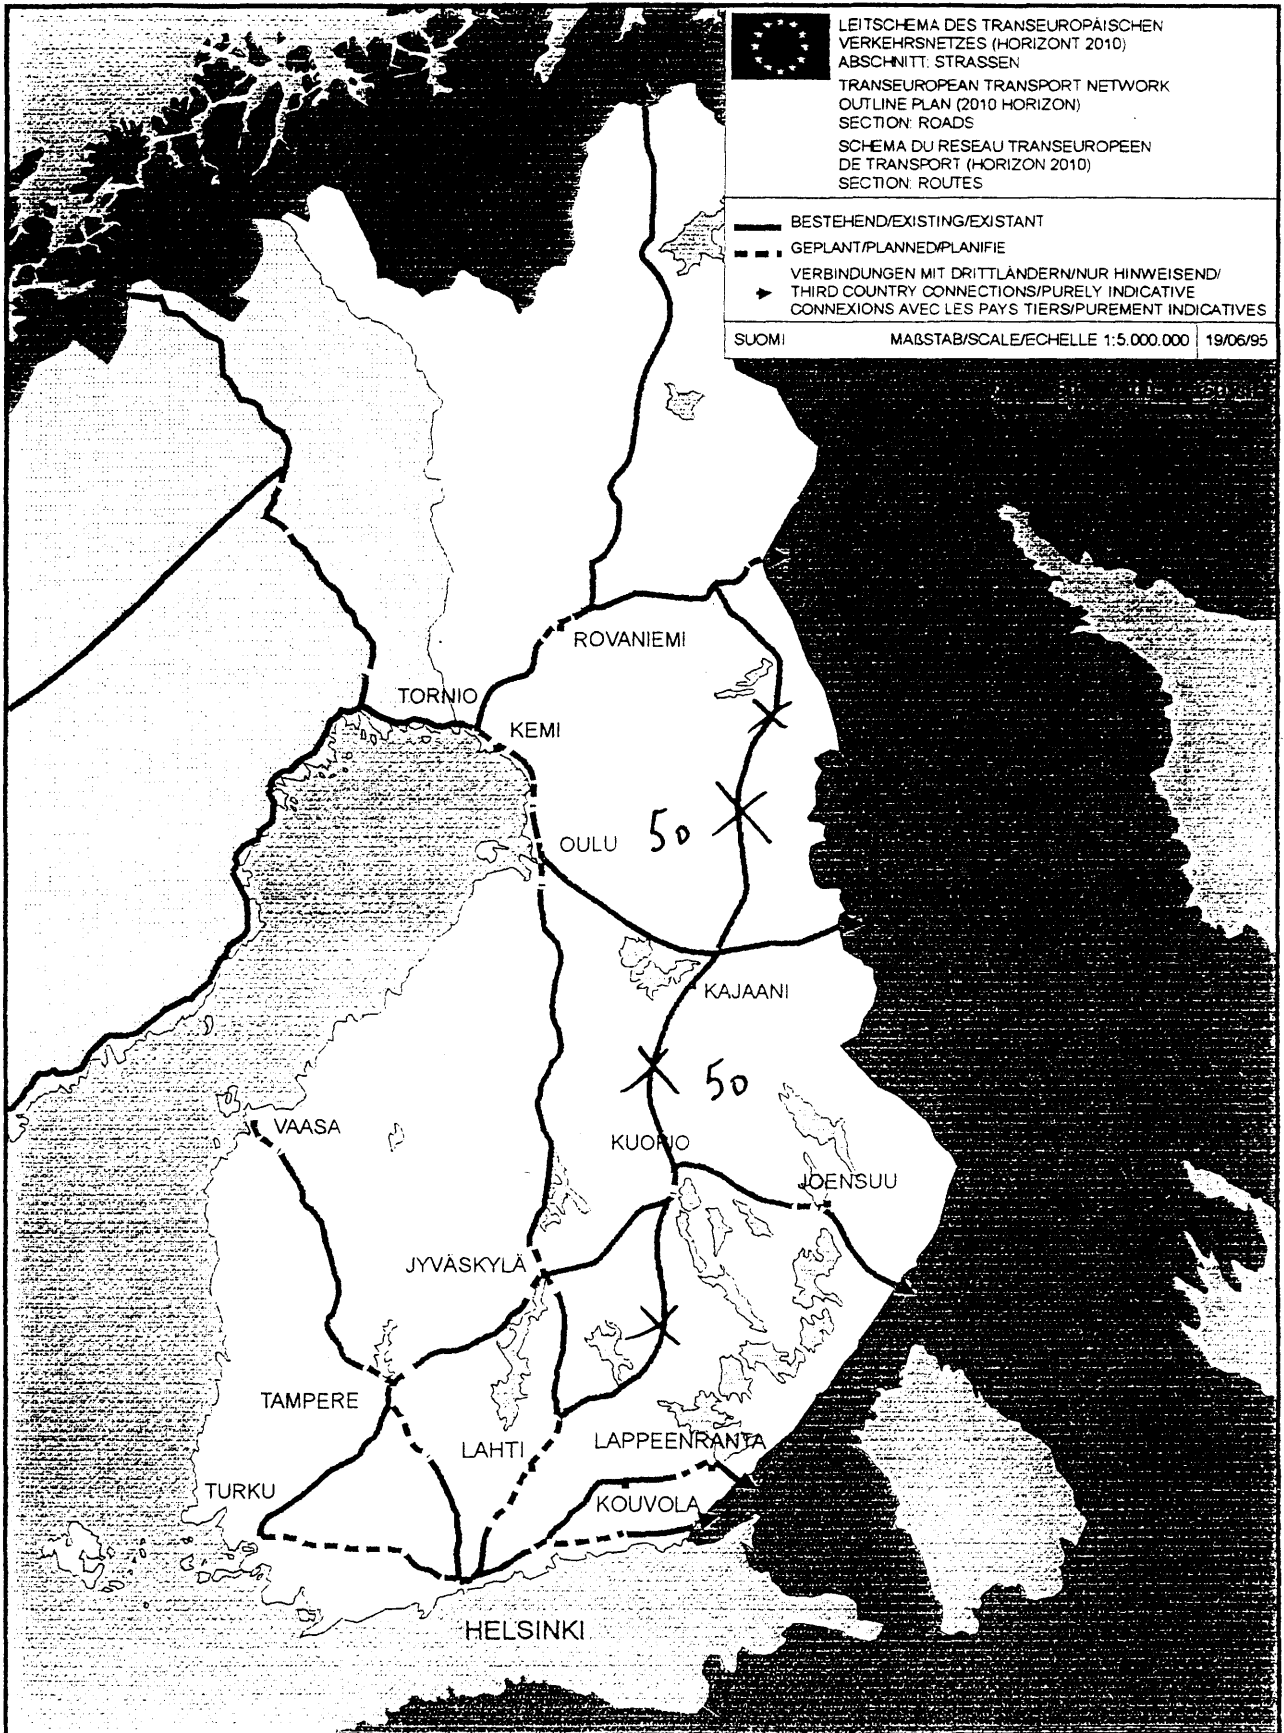 LEITSCHEMA DES TRANSEUROPÄISCHEN
VERKEHRSNETZES (HORIZONT 2010)
ABSCHNITT: STRASSEN
TRANSEUROPEAN TRANSPORT NETWORK
OUTLINE PLAN (2010 HORIZON)
SECTION: ROADS
SCHEMA DU RESEAU TRANSEUROPEEN
DE TRANSPORT (HORIZON 2010)
SECTION: ROUTES
BESTEHEND/EXISTING/EXISTANT
GEPLANT/PLANNED/PLANIFIE
VERBINDUNGEN MIT DRITTLÄNDERN/NUR HINWEISEND/
THIRD COUNTRY CONNECTIONS/PURELY INDICATIVE
CONNEXIONS AVEC LES PAYS TIERS/PUREMENT INDICATIVES
SUOMI MAßSTAB/SCALE/ECHELLE 1:5.000.000 19/06/95
ROVANIEMI
TORNIO
KEMI
50
OULU
KAJAANI
50
VAASA
KUOPIO
JOENSUU
JYVÄSKYLÄ
TAMPERE
LAHTI
LAPPEENRANTA
TURKU
KOUVOLA
HELSINKI